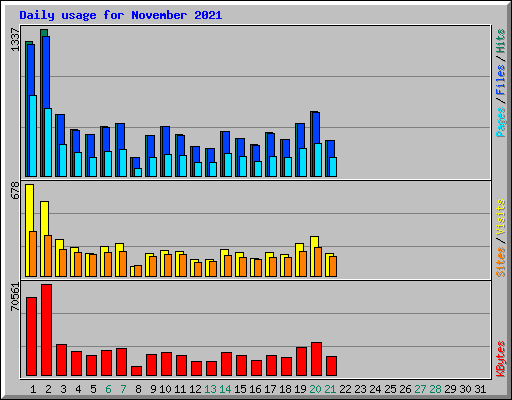 Daily usage for November 2021
1337
Pages / Files / Hits
678
Sites / Visits
70561
KBytes
1 2 3 4 5 6 7 8 9 10 11 12 13 14 15 16 17 18 19 20 21 22 23 24 25 26 27 28 29 30 31